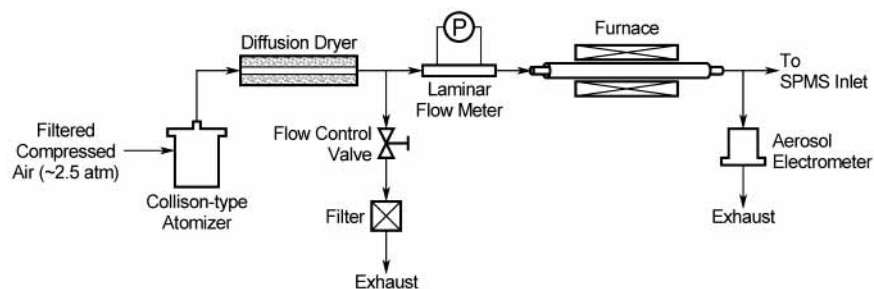 Diffusion Dryer
P
Furnace
To
SPMS Inlet
Laminar
Flow Meter
Filtered
Compressed
Air (~2.5 atm)
Flow Control
Valve
Aerosol
Electrometer
Collison-type
Atomizer
Filter
Exhaust
Exhaust